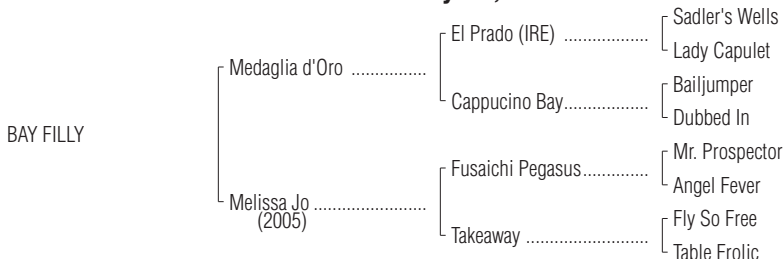 Sadler's Wells
El Prado (IRE) ..................
Lady Capulet
Medaglia d'Oro ................
Bailjumper
Cappucino Bay..................
Dubbed In
BAY FILLY
Mr. Prospector
Fusaichi Pegasus..............
Angel Fever
Melissa Jo ........................
(2005)
Fly So Free
Takeaway ..........................
Table Frolic